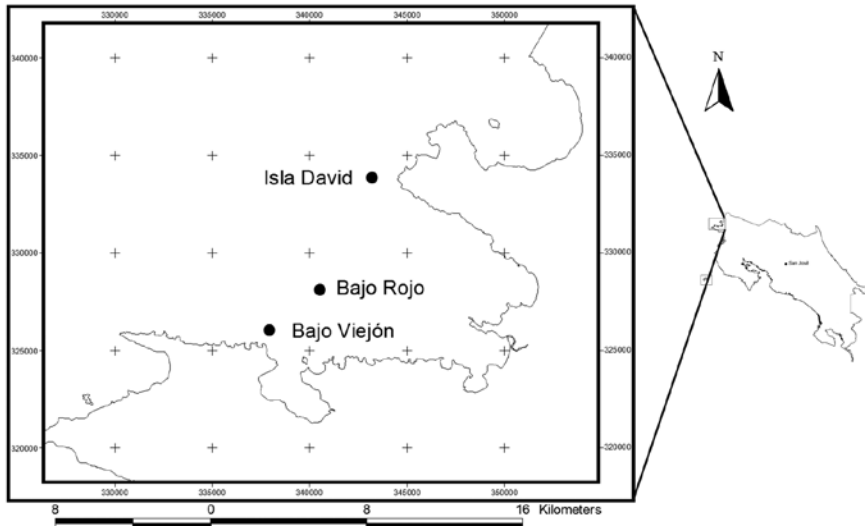 330000 335000 340000 345000 350000
340000 340000
335000 335000
Isla David
330000 330000
Bajo Rojo
Bajo Viejón
325000 325000
320000 320000
330000 335000 340000 345000 350000
8 0 8 16 Kilometers
N
San José